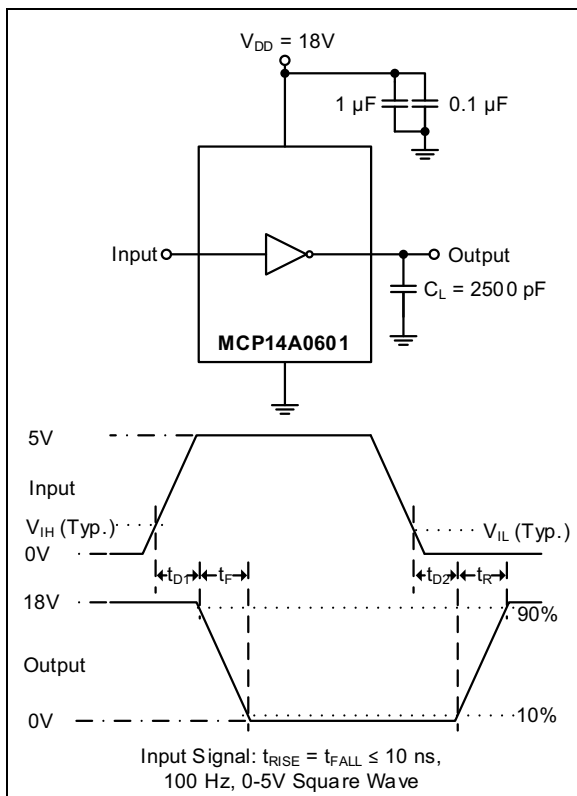 V_DD = 18V
1 µF
0.1 µF
Input
Output
C_L = 2500 pF
MCP14A0601
5V
Input
V_IH (Typ.)
V_IL (Typ.)
0V
t_D1
t_F
t_D2
t_R
18V
90%
Output
0V
10%
Input Signal: t_RISE = t_FALL ≤ 10 ns,
100 Hz, 0-5V Square Wave